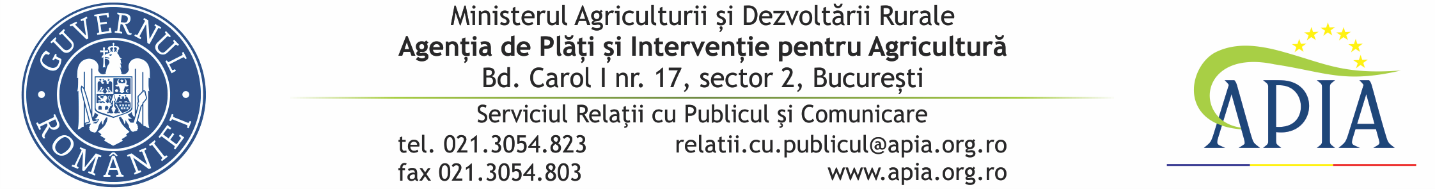 GUVERNUL ROMÂNIEI
Ministerul Agriculturii și Dezvoltării Rurale
Agenția de Plăți și Intervenție pentru Agricultură
Bd. Carol I nr. 17, sector 2, București
Serviciul Relaţii cu Publicul şi Comunicare
tel. 021.3054.823 relatii.cu.publicul@apia.org.ro
fax 021.3054.803 www.apia.org.ro
APIA